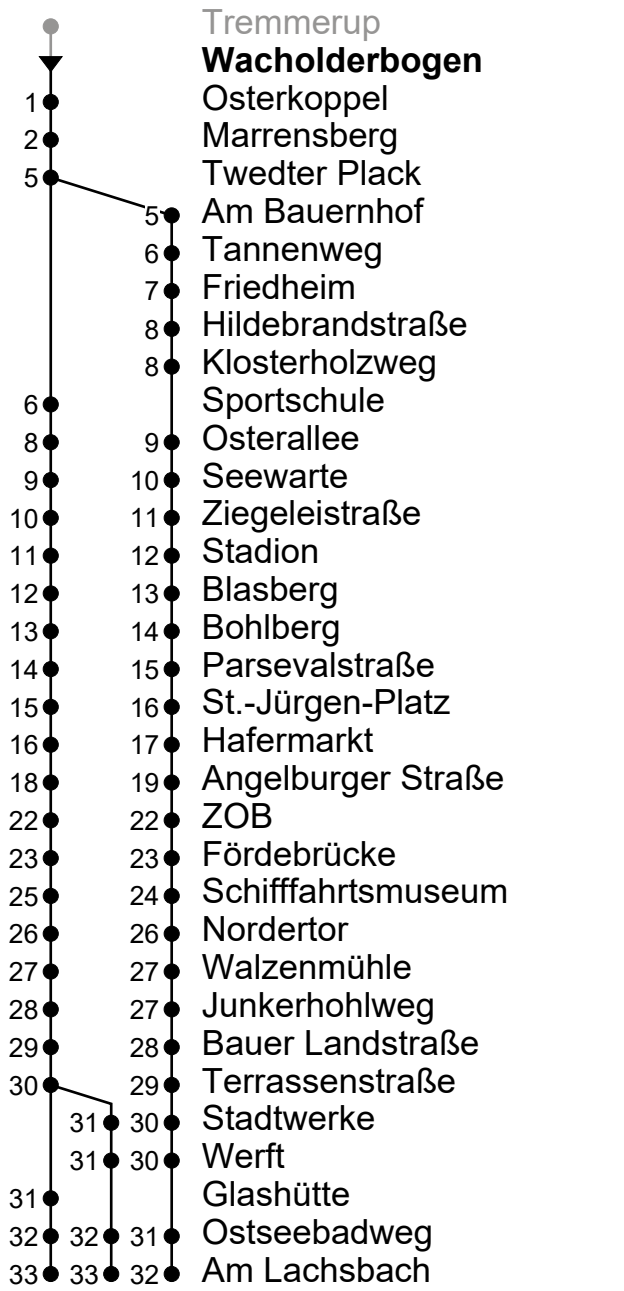 Tremmerup
Wacholderbogen
1 Osterkoppel
2 Marrensberg
5 Twedter Plack
5 Am Bauernhof
6 Tannenweg
7 Friedheim
8 Hildebrandstraße
8 Klosterholzweg
6 Sportschule
8 9 Osterallee
9 10 Seewarte
10 11 Ziegeleistraße
11 12 Stadion
12 13 Blasberg
13 14 Bohlberg
14 15 Parsevalstraße
15 16 St.-Jürgen-Platz
16 17 Hafermarkt
18 19 Angelburger Straße
22 22 ZOB
23 23 Fördebrücke
25 24 Schifffahrtsmuseum
26 26 Nordertor
27 27 Walzenmühle
28 27 Junkerhohlweg
29 28 Bauer Landstraße
30 29 Terrassenstraße
31 30 Stadtwerke
31 30 Werft
31 Glashütte
32 32 31 Ostseebadweg
33 33 32 Am Lachsbach